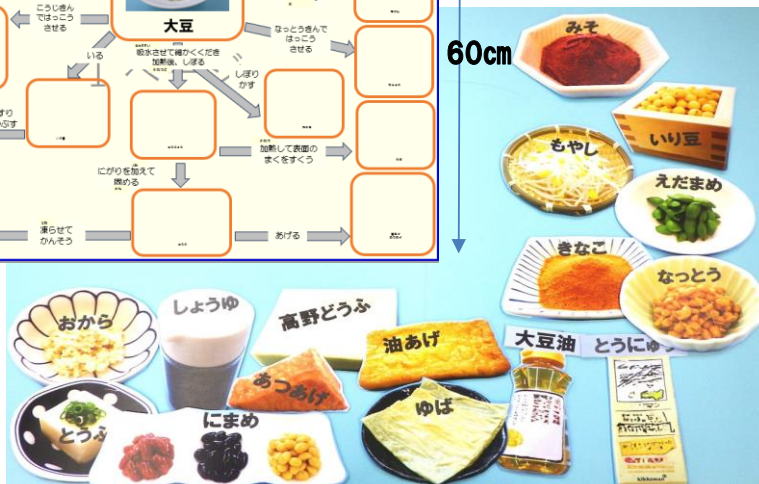 こうじきん
ではっこう
させる
大豆
なっとうきんで
はっこう
させる
いる
吸水させて細かくくだき
加熱後、しぼる
しぼり
かす
すり
つぶす
加熱して表面の
まくをすくう
にがりを加えて
固める
凍らせて
かんそう
あげる
60cm
みそ
いり豆
もやし
えだまめ
きなこ
なっとう
おから
しょうゆ
高野どうふ
油あげ
大豆油
とうにゅう
あつあげ
とうふ
にまめ
ゆば
kikkoman